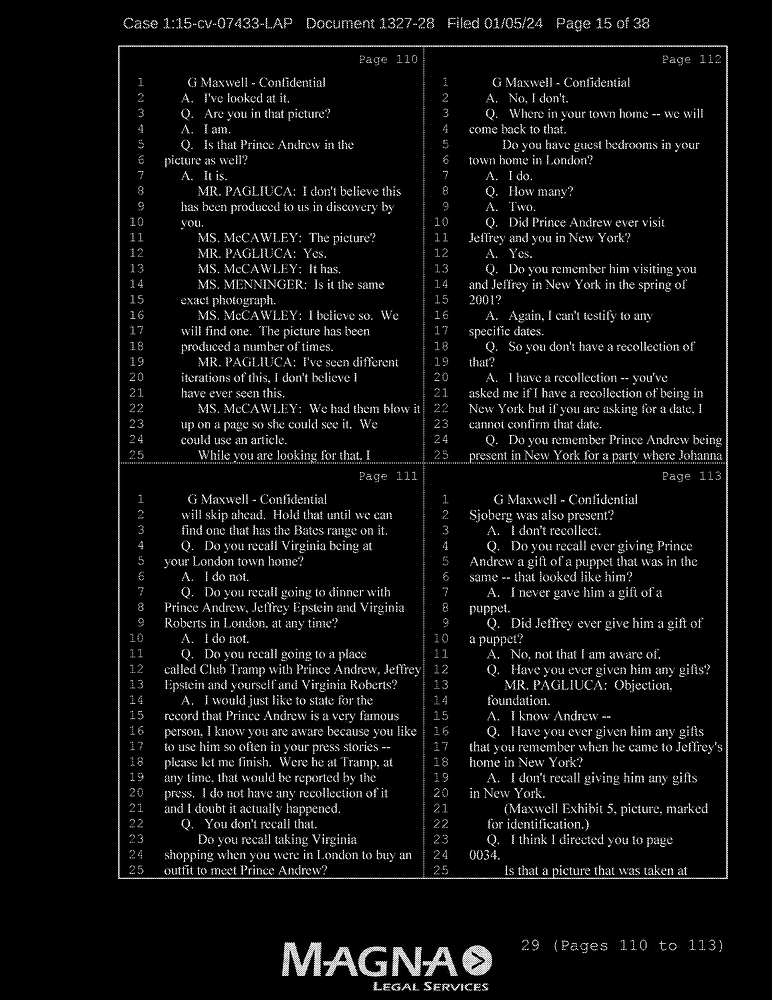 Case 1:15-cv-07433-LAP Document 1327-28 Filed 01/05/24 Page 15 of 38
Page 110
1 G Maxwell - Confidential
2 A. I've looked at it.
3 Q. Are you in that picture?
4 A. I am.
5 Q. Is that Prince Andrew in the
6 picture as well?
7 A. It is.
8 MR. PAGLIUCA: I don't believe this
9 has been produced to us in discovery by
10 you.
11 MS. McCAWLEY: The picture?
12 MR. PAGLIUCA: Yes.
13 MS. McCAWLEY: It has.
14 MS. MENNINGER: Is it the same
15 exact photograph.
16 MS. McCAWLEY: I believe so. We
17 will find one. The picture has been
18 produced a number of times.
19 MR. PAGLIUCA: I've seen different
20 iterations of this, I don't believe I
21 have ever seen this.
22 MS. McCAWLEY: We had them blow it
23 up on a page so she could see it. We
24 could use an article.
25 While you are looking for that, I
Page 111
1 G Maxwell - Confidential
2 will skip ahead. Hold that until we can
3 find one that has the Bates range on it.
4 Q. Do you recall Virginia being at
5 your London town home?
6 A. I do not.
7 Q. Do you recall going to dinner with
8 Prince Andrew, Jeffrey Epstein and Virginia
9 Roberts in London, at any time?
10 A. I do not.
11 Q. Do you recall going to a place
12 called Club Tramp with Prince Andrew, Jeffrey
13 Epstein and yourself and Virginia Roberts?
14 A. I would just like to state for the
15 record that Prince Andrew is a very famous
16 person, I know you are aware because you like
17 to use him so often in your press stories --
18 please let me finish. Were he at Tramp, at
19 any time, that would be reported by the
20 press. I do not have any recollection of it
21 and I doubt it actually happened.
22 Q. You don't recall that.
23 Do you recall taking Virginia
24 shopping when you were in London to buy an
25 outfit to meet Prince Andrew?
Page 112
1 G Maxwell - Confidential
2 A. No, I don't.
3 Q. Where in your town home -- we will
4 come back to that.
5 Do you have guest bedrooms in your
6 town home in London?
7 A. I do.
8 Q. How many?
9 A. Two.
10 Q. Did Prince Andrew ever visit
11 Jeffrey and you in New York?
12 A. Yes.
13 Q. Do you remember him visiting you
14 and Jeffrey in New York in the spring of
15 2001?
16 A. Again, I can't testify to any
17 specific dates.
18 Q. So you don't have a recollection of
19 that?
20 A. I have a recollection -- you've
21 asked me if I have a recollection of being in
22 New York but if you are asking for a date, I
23 cannot confirm that date.
24 Q. Do you remember Prince Andrew being
25 present in New York for a party where Johanna
Page 113
1 G Maxwell - Confidential
2 Sjoberg was also present?
3 A. I don't recollect.
4 Q. Do you recall ever giving Prince
5 Andrew a gift of a puppet that was in the
6 same -- that looked like him?
7 A. I never gave him a gift of a
8 puppet.
9 Q. Did Jeffrey ever give him a gift of
10 a puppet?
11 A. No, not that I am aware of.
12 Q. Have you ever given him any gifts?
13 MR. PAGLIUCA: Objection,
14 foundation.
15 A. I know Andrew --
16 Q. Have you ever given him any gifts
17 that you remember when he came to Jeffrey's
18 home in New York?
19 A. I don't recall giving him any gifts
20 in New York.
21 (Maxwell Exhibit 5, picture, marked
22 for identification.)
23 Q. I think I directed you to page
24 0034.
25 Is that a picture that was taken at
MAGNA
LEGAL SERVICES
29 (Pages 110 to 113)